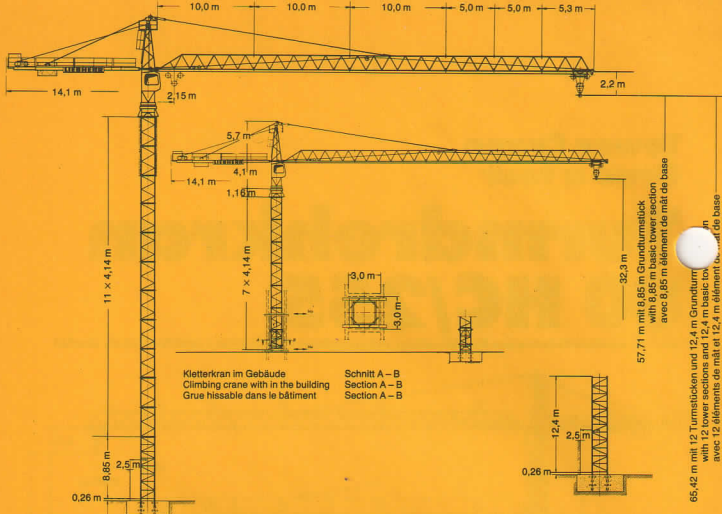 10,0 m
10,0 m
10,0 m
5,0 m
5,0 m
5,3 m
14,1 m
2,15 m
2,2 m
5,7 m
4,1 m
14,1 m
1,16 m
11 × 4,14 m
7 × 4,14 m
3,0 m
3,0 m
32,3 m
57,71 m mit 8,85 m Grundturmstück
with 8,85 m basic tower section
avec 8,85 m élément de mât de base
65,42 m mit 12 Turmstücken und 12,4 m
with 12 tower sections and 12,4 m basic tower
avec 12 éléments de mât et 12,4 m élément de mât de base
Kletterkran im Gebäude
Climbing crane with in the building
Grue hissable dans le bâtiment
Schnitt A – B
Section A – B
Section A – B
8,85 m
2,5 m
0,26 m
12,4 m
2,5 m
0,26 m